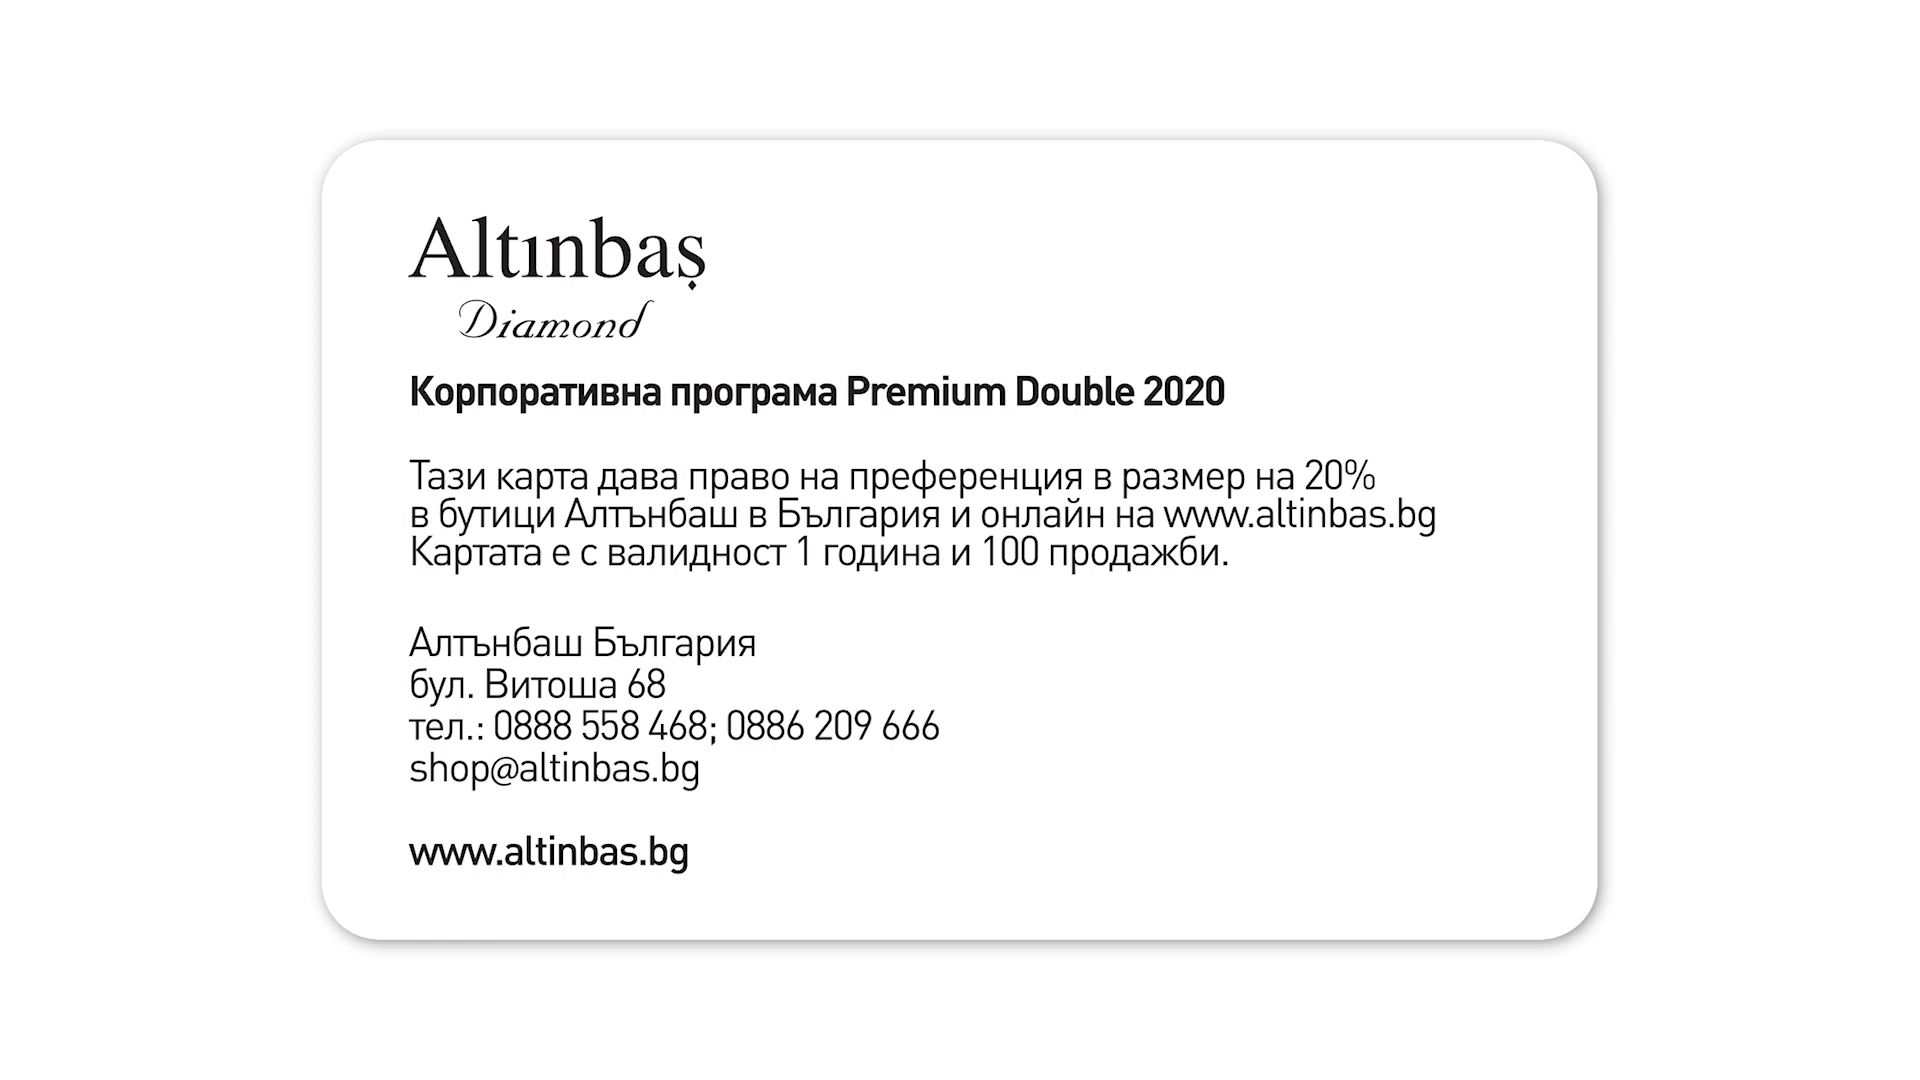 Altınbaş
Diamond
Корпоративна програма Premium Double 2020
Тази карта дава право на преференция в размер на 20%
в бутици Алтънбаш в България и онлайн на www.altinbas.bg
Картата е с валидност 1 година и 100 продажби.
Алтънбаш България
бул. Витоша 68
тел.: 0888 558 468; 0886 209 666
shop@altinbas.bg
www.altinbas.bg